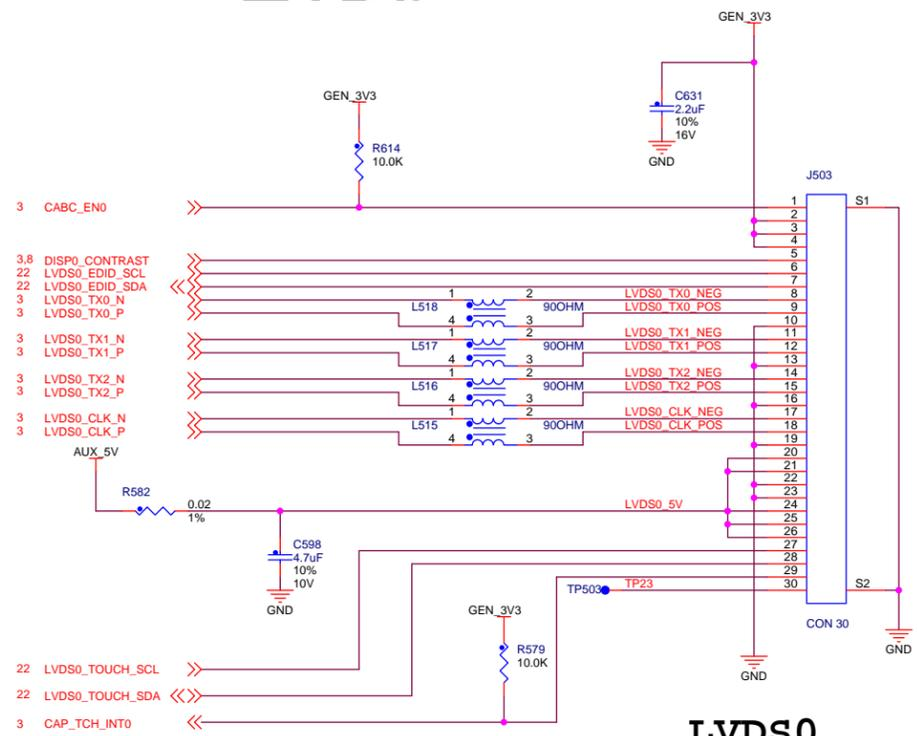 GEN_3V3
GEN_3V3
C631
2.2uF
10%
16V
GND
R614
10.0K
J503
3 CABC_EN0
1
S1
2
3
4
3,8 DISP0_CONTRAST
5
22 LVDS0_EDID_SCL
6
22 LVDS0_EDID_SDA
7
3 LVDS0_TX0_N 1 2 LVDS0_TX0_NEG 8
3 LVDS0_TX0_P L518 90OHM LVDS0_TX0_POS 9
4 3 10
3 LVDS0_TX1_N 1 2 LVDS0_TX1_NEG 11
3 LVDS0_TX1_P L517 90OHM LVDS0_TX1_POS 12
4 3 13
3 LVDS0_TX2_N 1 2 LVDS0_TX2_NEG 14
3 LVDS0_TX2_P L516 90OHM LVDS0_TX2_POS 15
4 3 16
3 LVDS0_CLK_N 1 2 LVDS0_CLK_NEG 17
3 LVDS0_CLK_P L515 90OHM LVDS0_CLK_POS 18
4 3 19
AUX_5V
20
21
22
R582
23
0.02
1%
LVDS0_5V
24
25
26
C598
4.7uF
10%
10V
GND
27
28
29
TP503 TP23 30
S2
CON 30
GND
GEN_3V3
R579
10.0K
GND
22 LVDS0_TOUCH_SCL
22 LVDS0_TOUCH_SDA
3 CAP_TCH_INT0
LVDS0